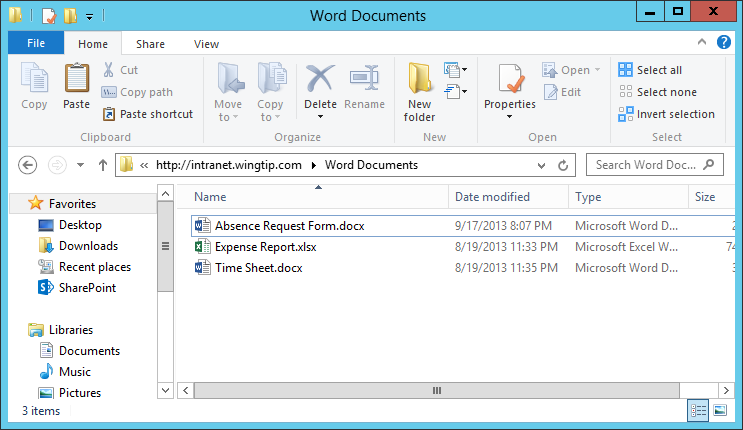 Word Documents
File Home Share View
Copy Paste Cut Copy path Paste shortcut Move to Copy to Delete Rename New folder Properties Open Edit Select all Select none Invert selection
Clipboard Organize New Open Select
http://intranet.wingtip.com Word Documents Search Word Doc...
Favorites
Desktop
Downloads
Recent places
SharePoint
Libraries
Documents
Music
Pictures
Name Date modified Type Size
Absence Request Form.docx 9/17/2013 8:07 PM Microsoft Word D...
Expense Report.xlsx 8/19/2013 11:33 PM Microsoft Excel W... 74
Time Sheet.docx 8/19/2013 11:35 PM Microsoft Word D...
3 items